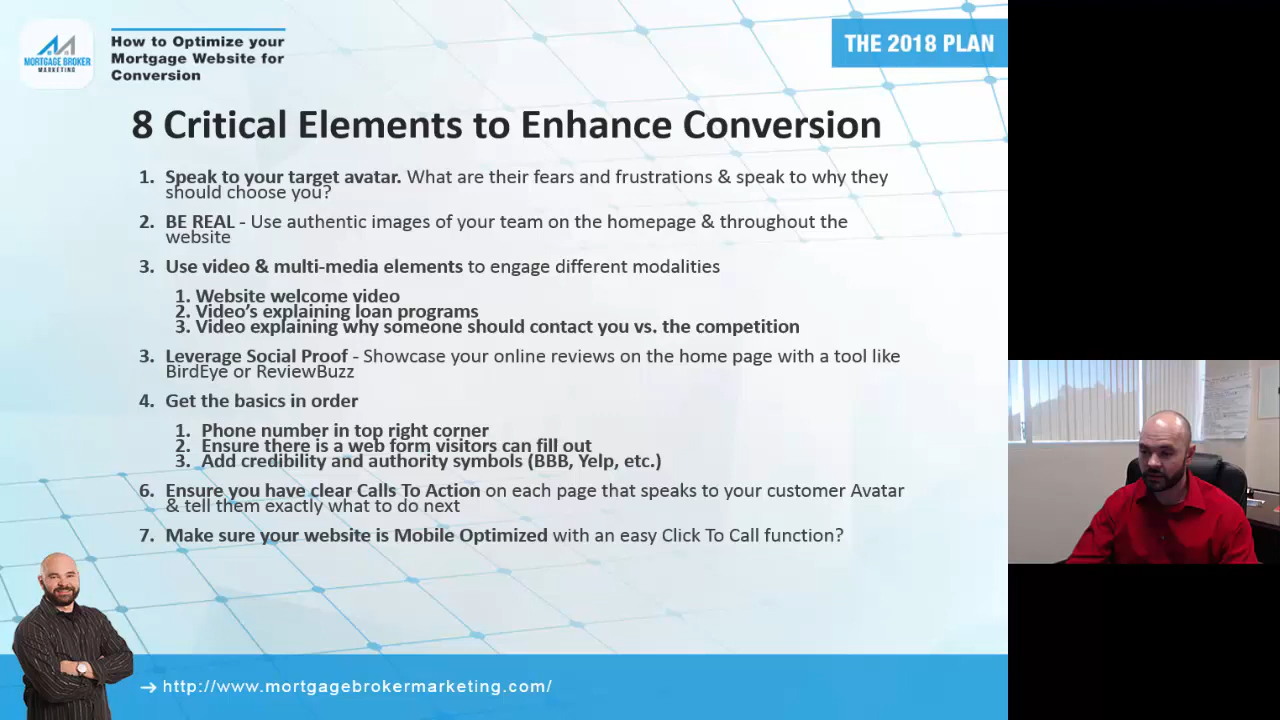 MORTGAGE BROKER
MARKETING
How to Optimize your
Mortgage Website for
Conversion
THE 2018 PLAN
8 Critical Elements to Enhance Conversion
1. Speak to your target avatar. What are their fears and frustrations & speak to why they
should choose you?
2. BE REAL - Use authentic images of your team on the homepage & throughout the
website
3. Use video & multi-media elements to engage different modalities
1. Website welcome video
2. Video's explaining loan programs
3. Video explaining why someone should contact you vs. the competition
3. Leverage Social Proof - Showcase your online reviews on the home page with a tool like
BirdEye or ReviewBuzz
4. Get the basics in order
1. Phone number in top right corner
2. Ensure there is a web form visitors can fill out
3. Add credibility and authority symbols (BBB, Yelp, etc.)
6. Ensure you have clear Calls To Action on each page that speaks to your customer Avatar
& tell them exactly what to do next
7. Make sure your website is Mobile Optimized with an easy Click To Call function?
http://www.mortgagebrokermarketing.com/